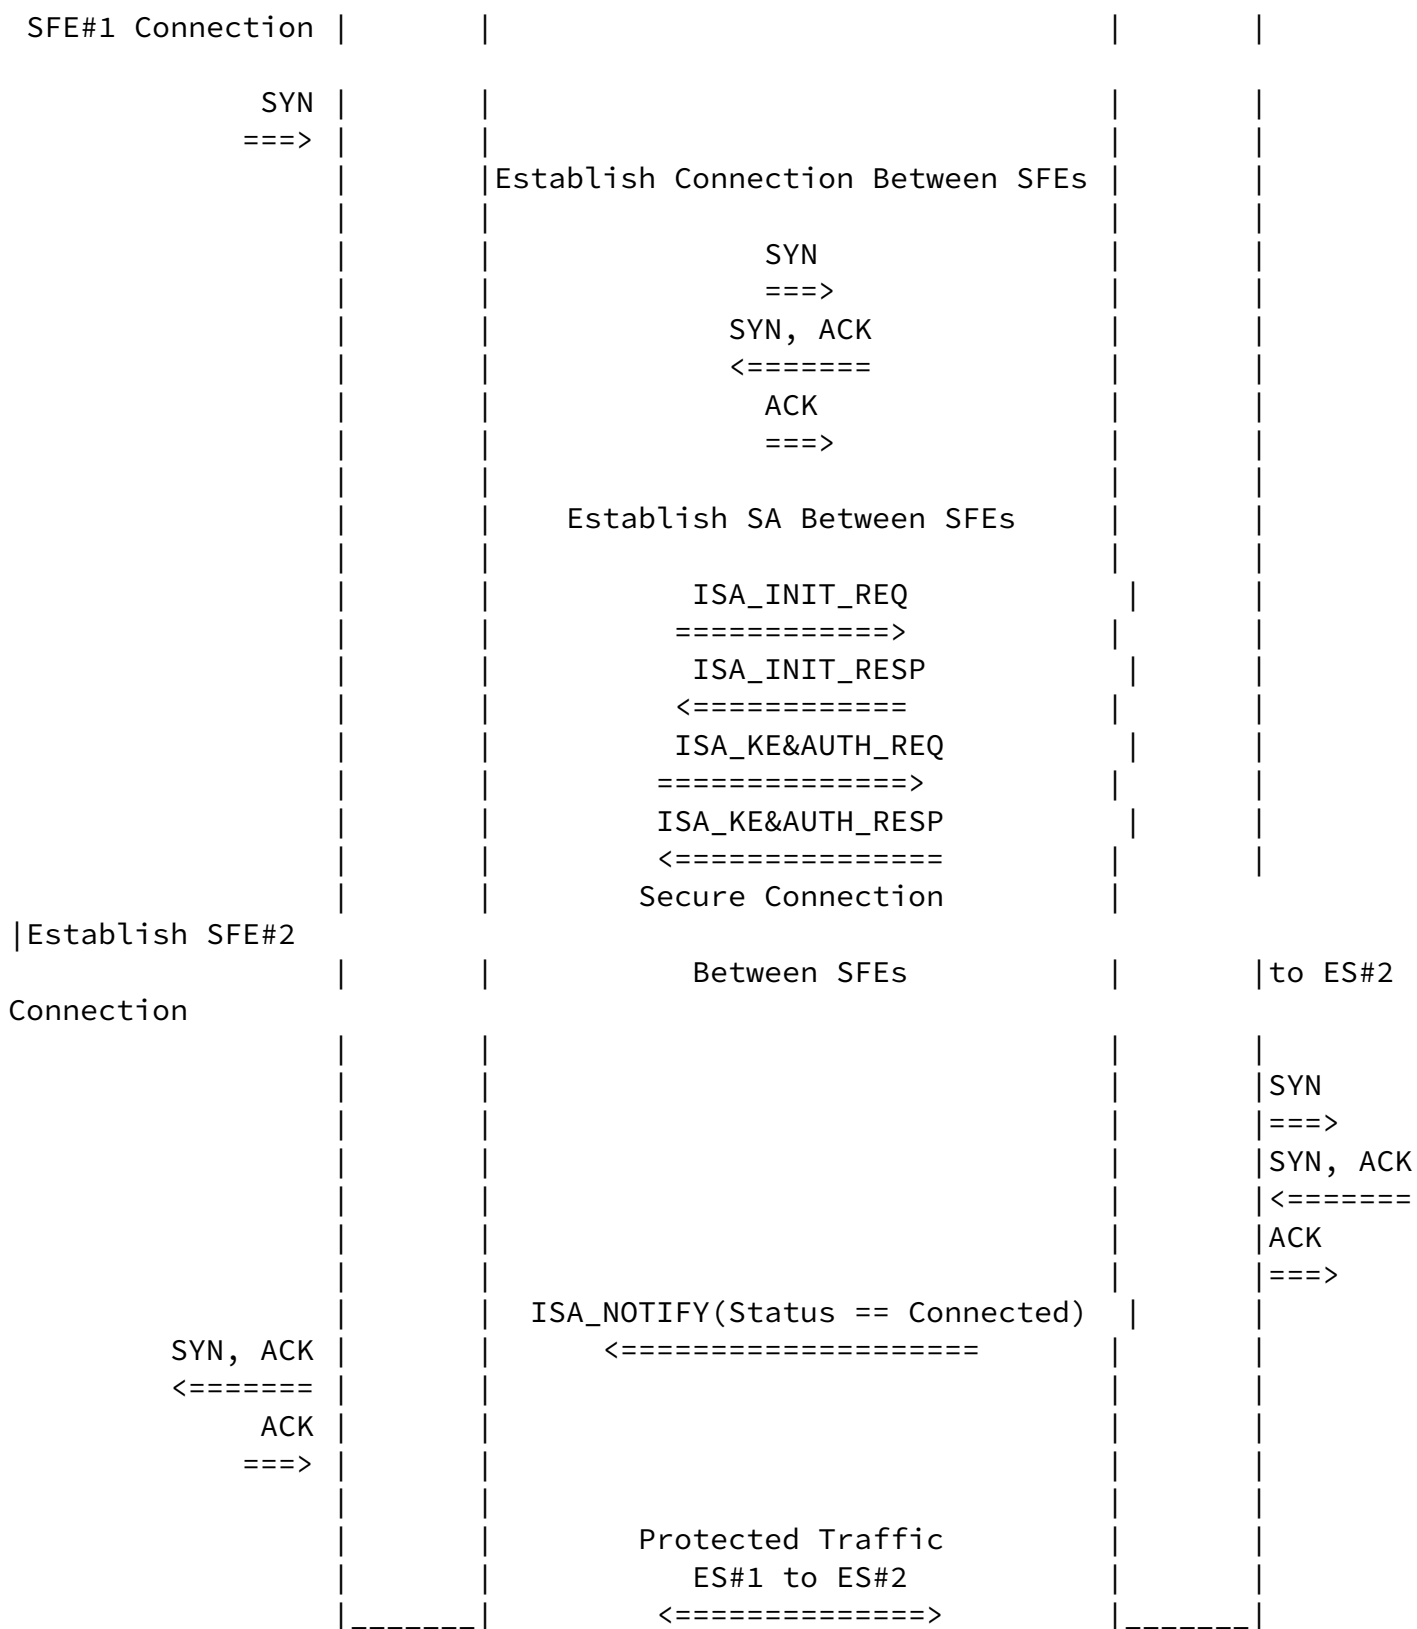 SFE#1 Connection |       |                                  |       |
             SYN |       |                                  |       |
            ===> |       |                                  |       |
                 |       |Establish Connection Between SFEs |       |
                 |       |                                  |       |
                 |       |               SYN                |       |
                 |       |               ===>               |       |
                 |       |             SYN, ACK             |       |
                 |       |             <=======             |       |
                 |       |               ACK                |       |
                 |       |               ===>               |       |
                 |       |                                  |       |
                 |       |    Establish SA Between SFEs     |       |
                 |       |                                  |       |
                 |       |           ISA_INIT_REQ            |      |
                 |       |          ============>           |       |
                 |       |           ISA_INIT_RESP           |      |
                 |       |          <============           |       |
                 |       |          ISA_KE&AUTH_REQ          |      |
                 |       |         ==============>          |       |
                 |       |         ISA_KE&AUTH_RESP          |      |
                 |       |         <===============         |       |
                 |       |        Secure Connection         |
|Establish SFE#2
                 |       |           Between SFEs           |       |to ES#2
Connection
                 |       |                                  |       |
                 |       |                                  |       |SYN
                 |       |                                  |       |===>
                 |       |                                  |       |SYN, ACK
                 |       |                                  |       |<=======
                 |       |                                  |       |ACK
                 |       |                                  |       |===>
                 |       |  ISA_NOTIFY(Status == Connected)  |      |
        SYN, ACK |       |      <====================       |       |
        <======= |       |                                  |       |
             ACK |       |                                  |       |
            ===> |       |                                  |       |
                 |       |                                  |       |
                 |       |        Protected Traffic         |       |
                 |       |           ES#1 to ES#2           |       |
                 |_______|         <==============>         |_______|